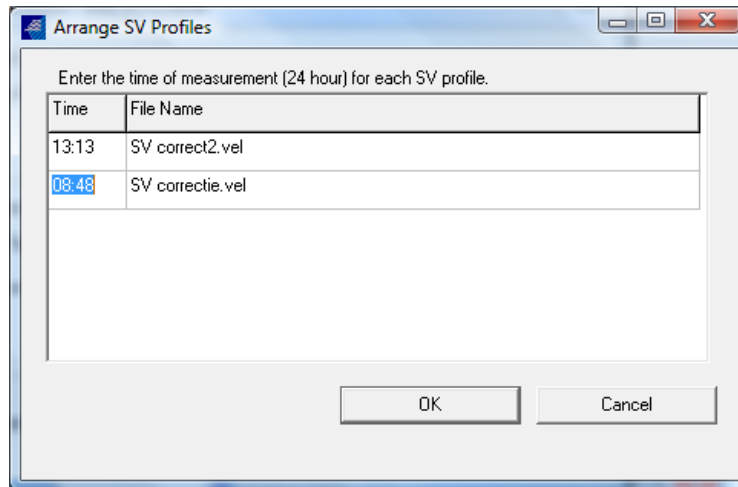 Arrange SV Profiles
Enter the time of measurement (24 hour) for each SV profile.
Time File Name
13:13 SV correct2.vel
08:48 SV correctie.vel
OK Cancel